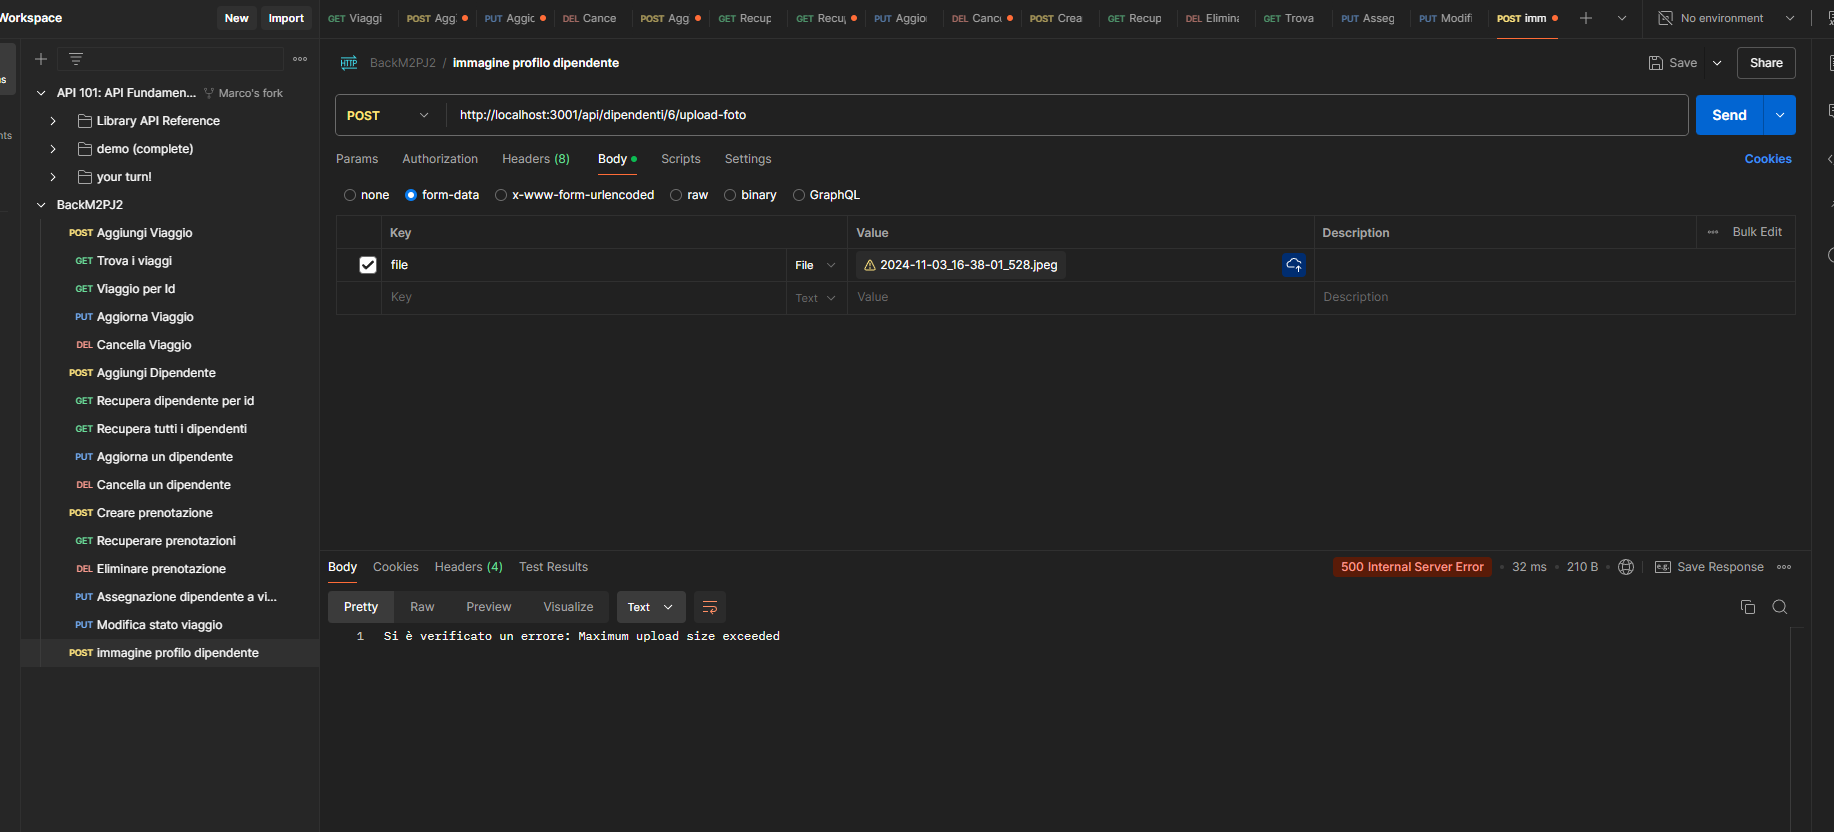 Workspace
New
Import
GET Viaggi
POST Agg
PUT Aggio
DEL Cance
POST Agg
GET Recup
GET Recu
PUT Aggio
DEL Canc
POST Crea
GET Recup
DEL Elimina
GET Trova
PUT Asseg
PUT Modifi
POST imm
No environment
HTTP BackM2PJ2 / immagine profilo dipendente
Save
Share
API 101: API Fundamen... Marco's fork
Library API Reference
demo (complete)
your turn!
BackM2PJ2
POST Aggiungi Viaggio
GET Trova i viaggi
GET Viaggio per Id
PUT Aggiorna Viaggio
DEL Cancella Viaggio
POST Aggiungi Dipendente
GET Recupera dipendente per id
GET Recupera tutti i dipendenti
PUT Aggiorna un dipendente
DEL Cancella un dipendente
POST Creare prenotazione
GET Recuperare prenotazioni
DEL Eliminare prenotazione
PUT Assegnazione dipendente a vi...
PUT Modifica stato viaggio
POST immagine profilo dipendente
POST
http://localhost:3001/api/dipendenti/6/upload-foto
Send
Params Authorization Headers (8) Body Scripts Settings
Cookies
none form-data x-www-form-urlencoded raw binary GraphQL
Key Value Description Bulk Edit
file File 2024-11-03_16-38-01_528.jpeg
Key Text Value Description
Body Cookies Headers (4) Test Results
500 Internal Server Error 32 ms 210 B e.g. Save Response
Pretty Raw Preview Visualize Text
1 Si è verificato un errore: Maximum upload size exceeded